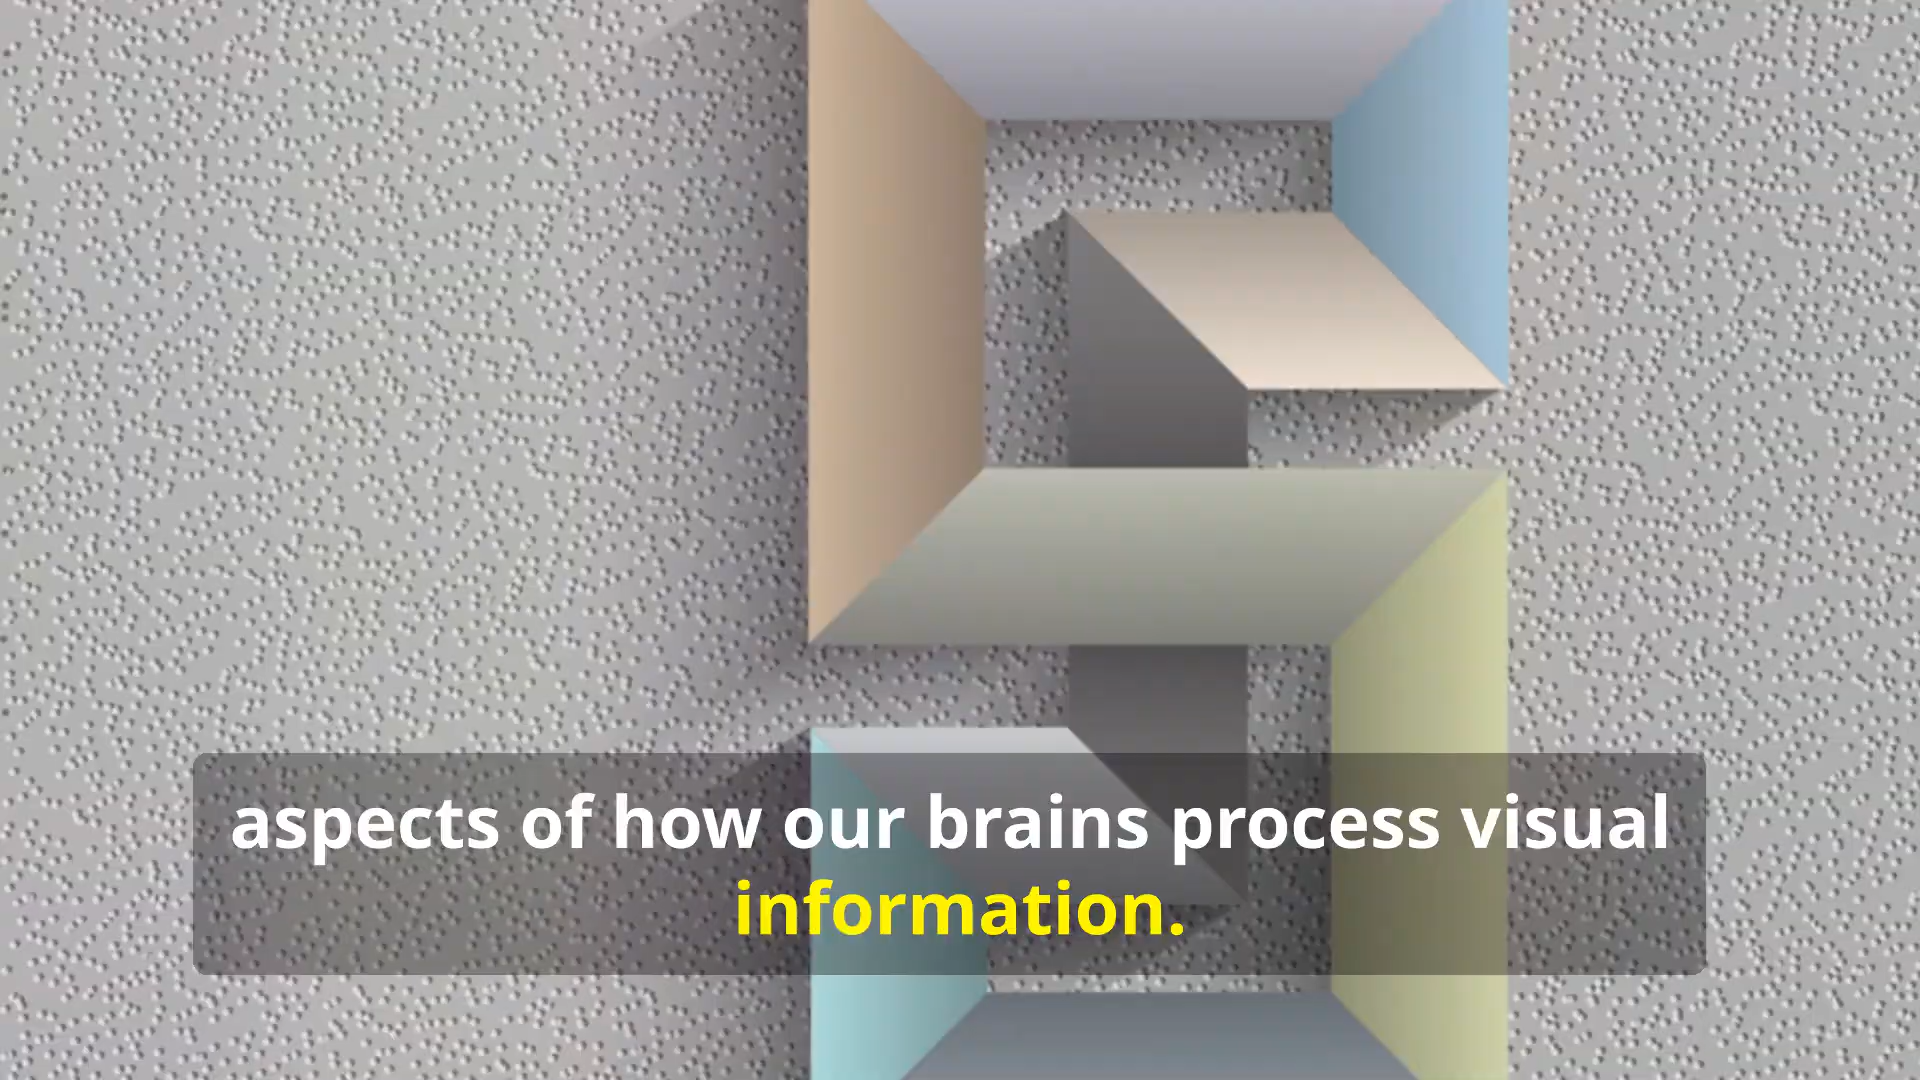 aspects of how our brains process visual
information.